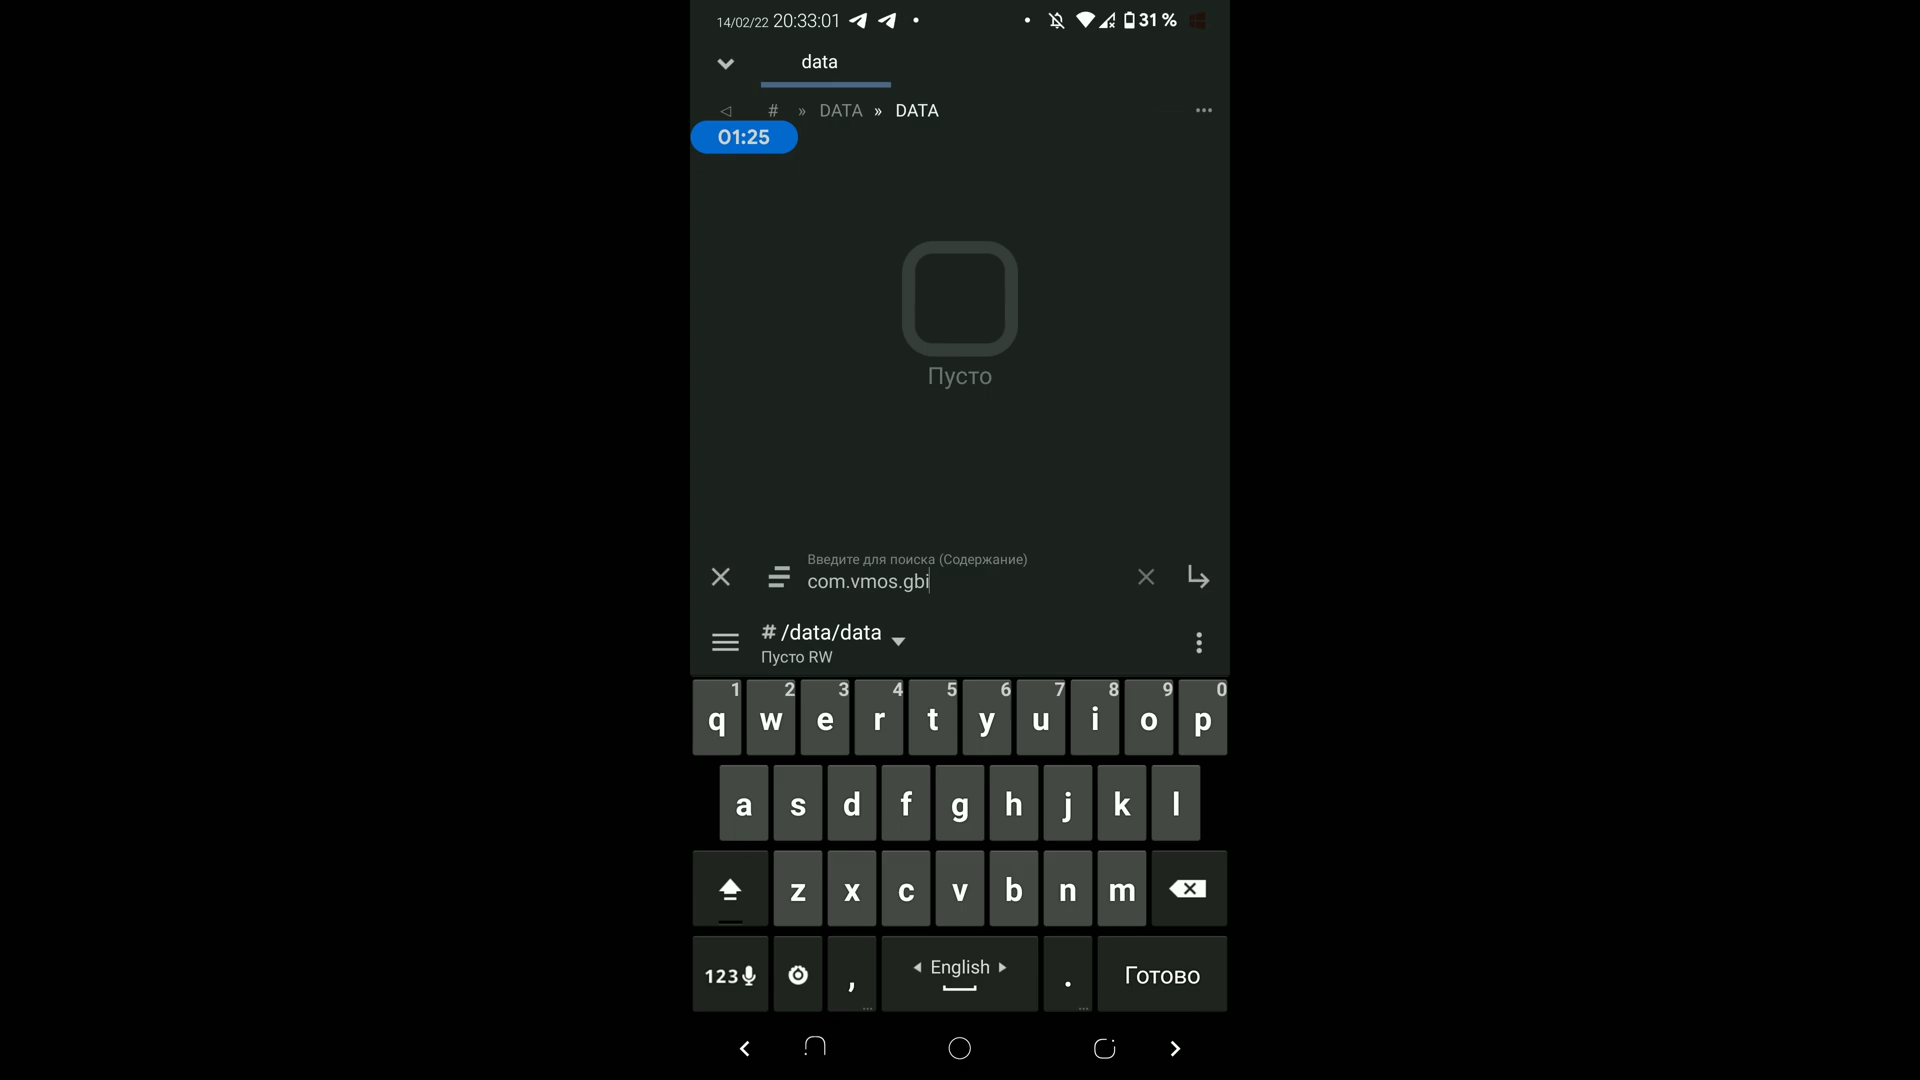 14/02/22 20:33:01 31 %
data
# » DATA » DATA ...
01:25
Пусто
Введите для поиска (Содержание)
com.vmos.gbi
# /data/data
Пусто RW
1 2 3 4 5 6 7 8 9 0
q w e r t y u i o p
a s d f g h j k l
z x c v b n m
123 , English . Готово